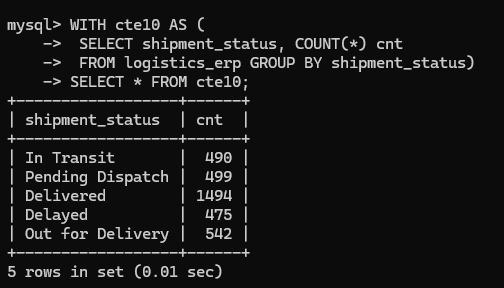 mysql> WITH cte10 AS (
    ->  SELECT shipment_status, COUNT(*) cnt
    ->  FROM logistics_erp GROUP BY shipment_status)
    -> SELECT * FROM cte10;
+------------------+------+
| shipment_status  | cnt  |
+------------------+------+
| In Transit       |  490 |
| Pending Dispatch |  499 |
| Delivered        | 1494 |
| Delayed          |  475 |
| Out for Delivery |  542 |
+------------------+------+
5 rows in set (0.01 sec)